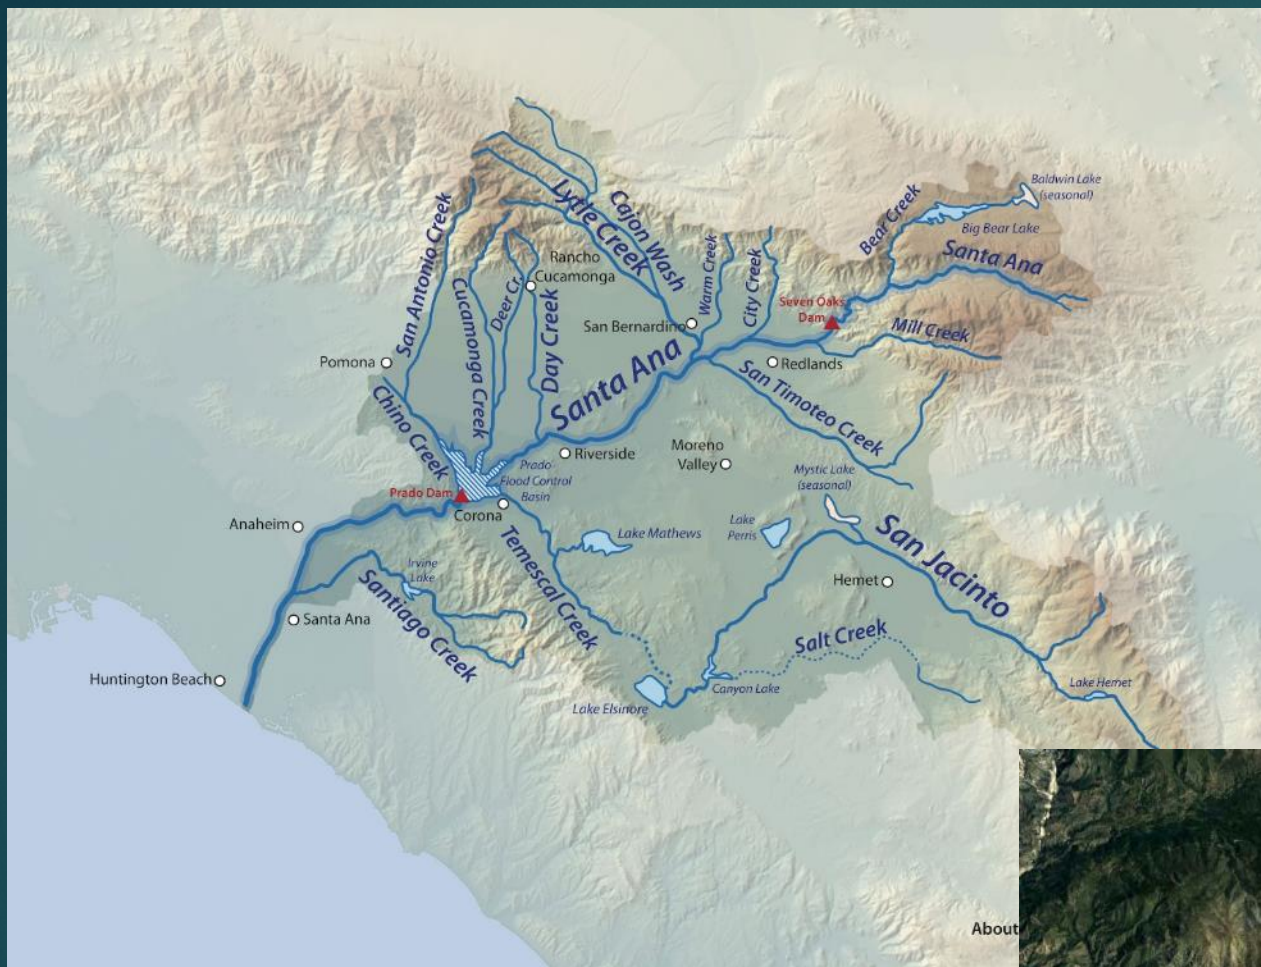 Baldwin Lake
(seasonal)
Bear Creek
Big Bear Lake
Santa Ana
San Antonio Creek
Lytle Creek
Cajon Wash
Rancho
Cucamonga
Cucamonga Creek
Deer Cr.
Day Creek
Warm Creek
City Creek
Seven Oaks
Dam
Mill Creek
San Bernardino
Santa Ana
Redlands
Pomona
Chino Creek
San Timoteo Creek
Riverside
Moreno
Valley
Prado
Flood Control
Basin
Mystic Lake
(seasonal)
Prado Dam
Corona
Anaheim
Lake Mathews
Lake
Perris
San Jacinto
Temescal Creek
Irvine
Lake
Santiago Creek
Hemet
Santa Ana
Salt Creek
Huntington Beach
Canyon Lake
Lake Elsinore
Lake Hemet
About